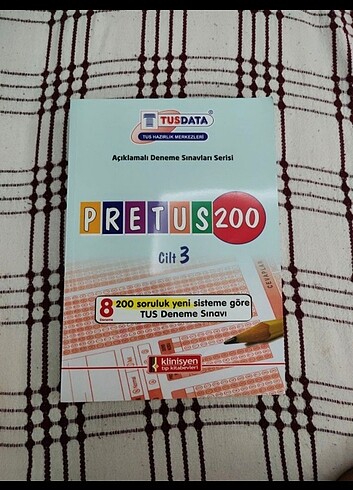 TUSDATA
TUS HAZIRLIK MERKEZLERİ
Açıklamalı Deneme Sınavları Serisi
PRETUS200
Cilt 3
8 200 soruluk yeni sisteme göre
TUS Deneme Sınavı
klinisyen
tıp kitabevleri
CEVAPLAR